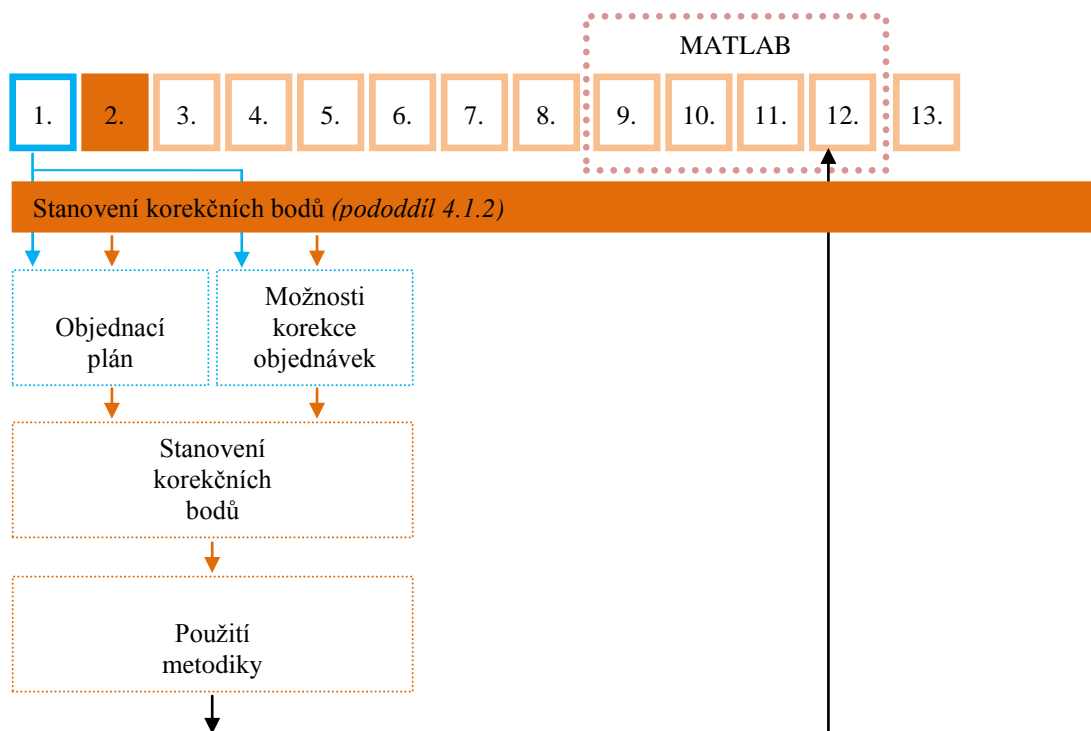 MATLAB
1. 2. 3. 4. 5. 6. 7. 8. 9. 10. 11. 12. 13.
Stanovení korekčních bodů (pododdíl 4.1.2)
Objednací
plán
Možnosti
korekce
objednávek
Stanovení
korekčních
bodů
Použití
metodiky